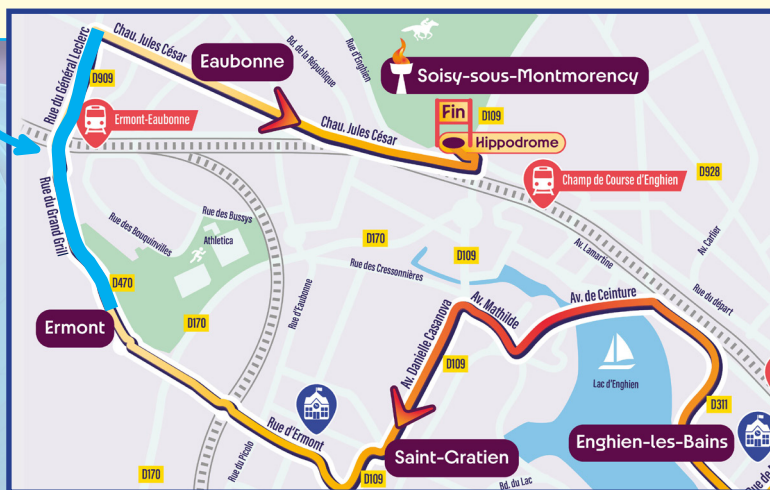 Rue du Général Leclerc
Chau. Jules César
Bd. de la République
Rue d'Enghien
Eaubonne
Soisy-sous-Montmorency
D909
Fin
D109
Ermont-Eaubonne
Chau. Jules César
Hippodrome
Champ de Course d'Enghien
D928
Rue du Grand Gril
Rue des Bouquinvilles
Rue des Bussys
Athletica
D170
D109
Av. Lamartine
Av. Carlier
Rue des Cressonnières
D470
Rue d'Eaubonne
Av. Mathilde
Av. de Ceinture
Rue du départ
Ermont
D170
Av. Danielle Casanova
D109
Lac d'Enghien
D311
Rue d'Ermont
Rue du Picolo
Saint-Gratien
Enghien-les-Bains
D170
D109
Bd. du Lac